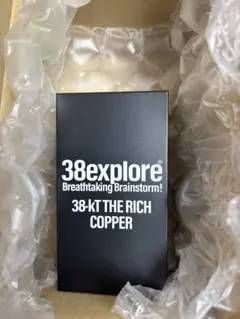 38explore®
Breathtaking Brainstorm!
38-kT THE RICH
COPPER